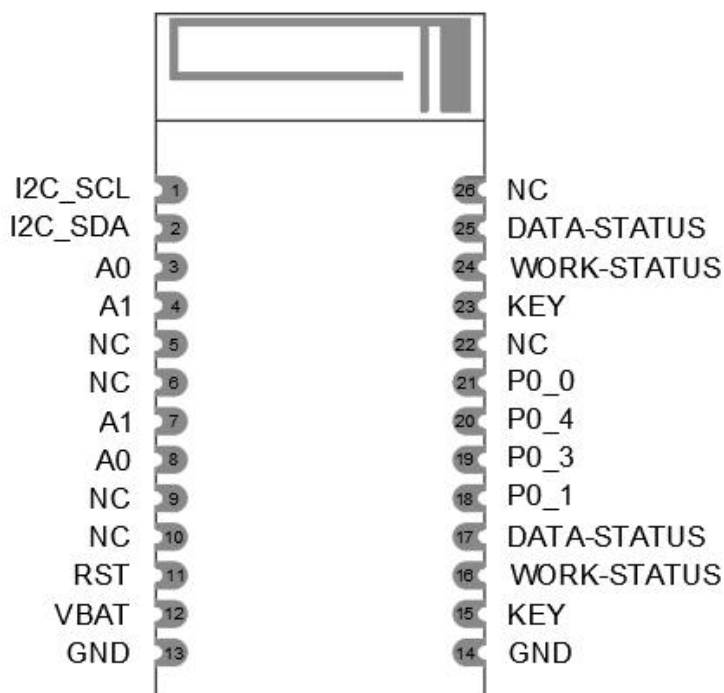 I2C_SCL 1 26 NC
I2C_SDA 2 25 DATA-STATUS
A0 3 24 WORK-STATUS
A1 4 23 KEY
NC 5 22 NC
NC 6 21 P0_0
A1 7 20 P0_4
A0 8 19 P0_3
NC 9 18 P0_1
NC 10 17 DATA-STATUS
RST 11 16 WORK-STATUS
VBAT 12 15 KEY
GND 13 14 GND